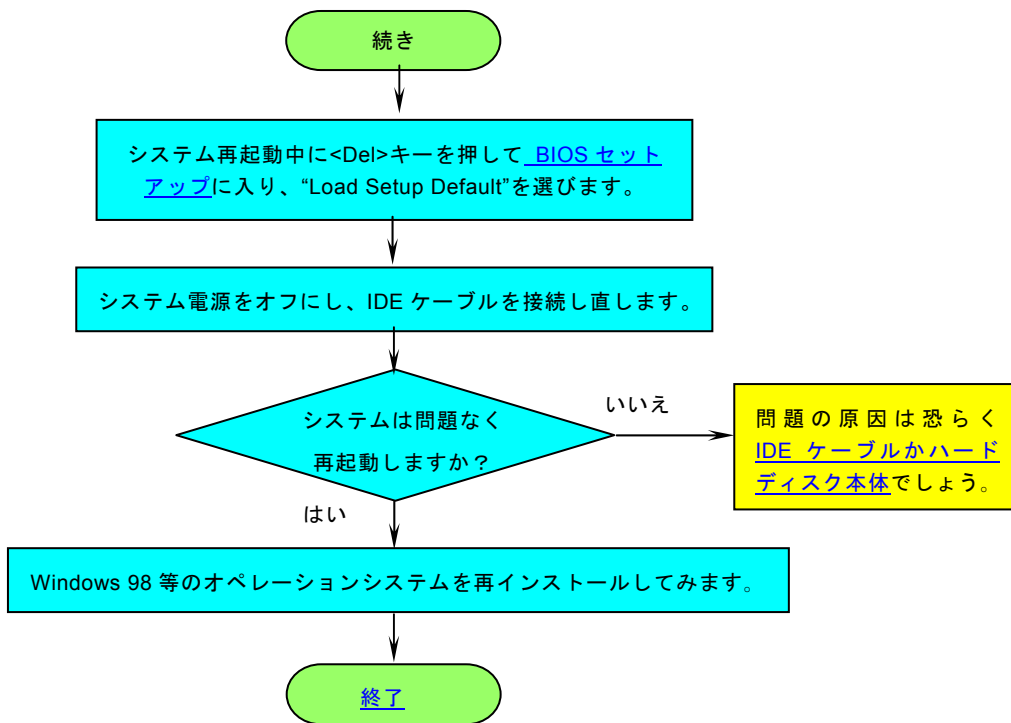 続き
システム再起動中に<Del>キーを押して BIOS セット
アップに入り、“Load Setup Default”を選びます。
システム電源をオフにし、IDE ケーブルを接続し直します。
システムは問題なく
再起動しますか？
いいえ
問題の原因は恐らく
IDE ケーブルかハード
ディスク本体でしょう。
はい
Windows 98 等のオペレーションシステムを再インストールしてみます。
終了